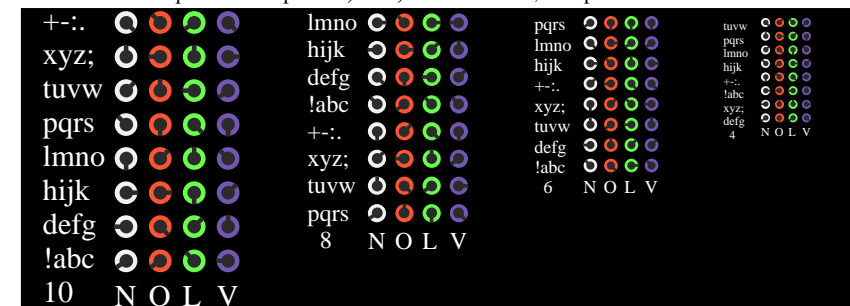 +-:.
xyz;
tuvw
pqrs
lmno
hijk
defg
!abc
10 N O L V
lmno
hijk
defg
!abc
+-:.
xyz;
tuvw
pqrs
8 N O L V
pqrs
lmno
hijk
+-:.
xyz;
tuvw
defg
!abc
6 N O L V
tuvw
pqrs
lmno
hijk
+-:.
!abc
xyz;
defg
4 N O L V